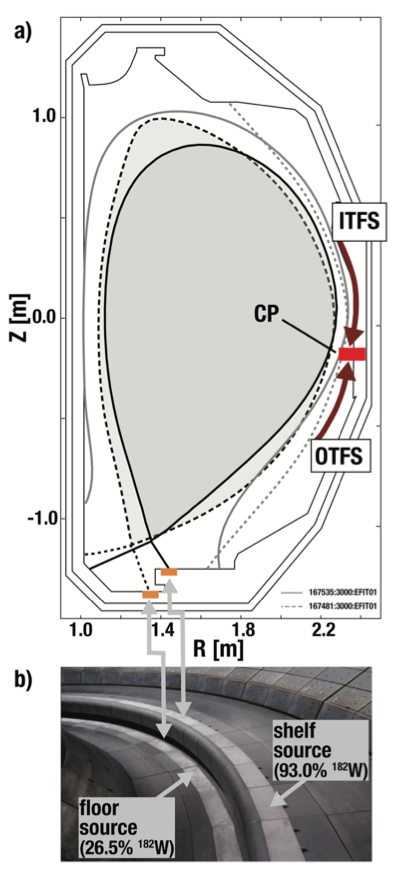 a)
1.0
ITFS
CP
Z [m]
0.0
OTFS
-1.0
167535:3000:EFIT01
167481:3000:EFIT01
1.0 1.4 1.8 2.2
R [m]
b)
shelf
source
(93.0% ¹⁸²W)
floor
source
(26.5% ¹⁸²W)